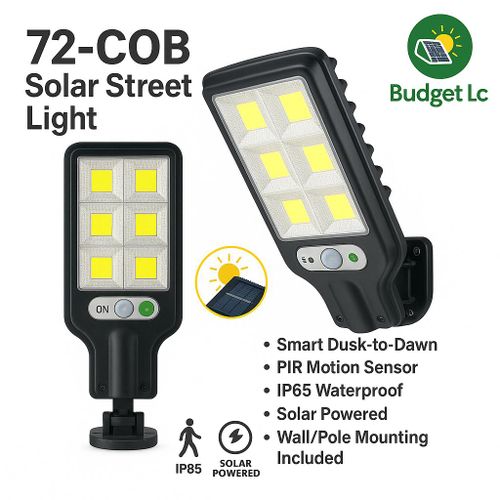 72-COB
Solar Street
Light
Budget Lc
ON
• Smart Dusk-to-Dawn
• PIR Motion Sensor
• IP65 Waterproof
• Solar Powered
• Wall/Pole Mounting
Included
IP85
SOLAR
POWERED